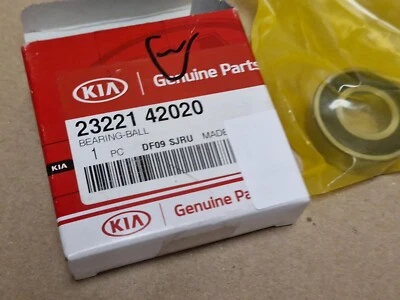 KIA Genuine Parts
23221 42020
BEARING-BALL
1 PC DF09 SJRU MADE
KIA
KIA Genuine Pa